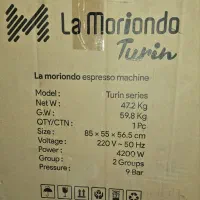 La Moriondo
Turin
La moriondo espresso machine
Model : Turin series
Net W : 47.2 Kg
G.W : 59.8 Kg
QTY/CTN : 1 Pc
Size : 85 × 55 × 56.5 cm
Voltage : 220 V ~ 50 Hz
Power : 4200 W
Group : 2 Groups
Pressure : 9 Bar